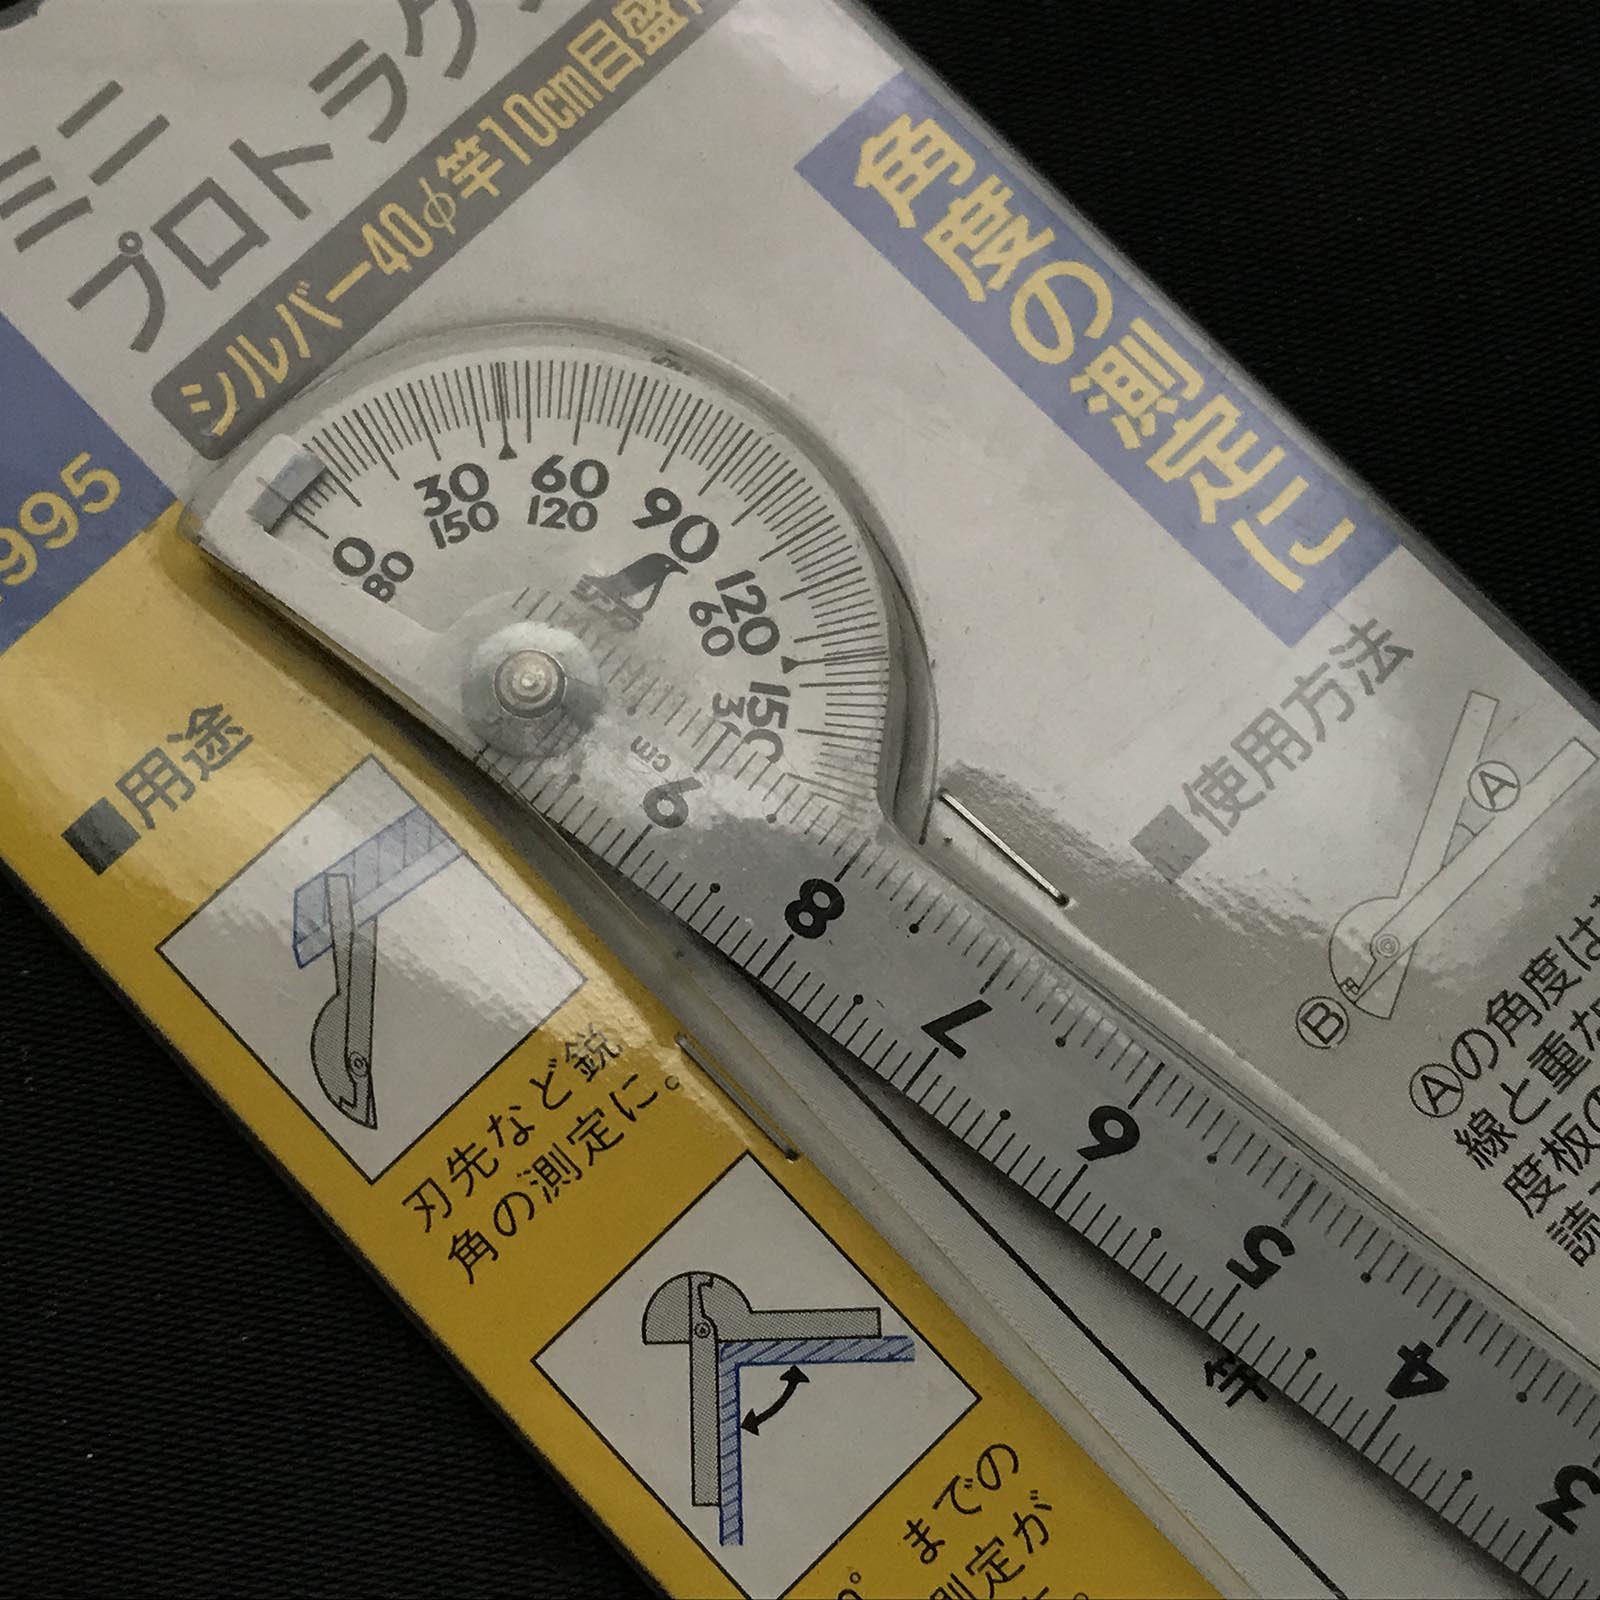 ミニ
プロトラク
シルバー40φ竿10cm目盛
995
角度の測定に
0 30 60 90 120 150
150 120 60 3
cm
9 8 7 6 5 4 3
竿
■用途
刃先など鋭
角の測定に。
までの
測定が
■使用方法
A
B
Ⓐの角度は
線と重な
度板の
読